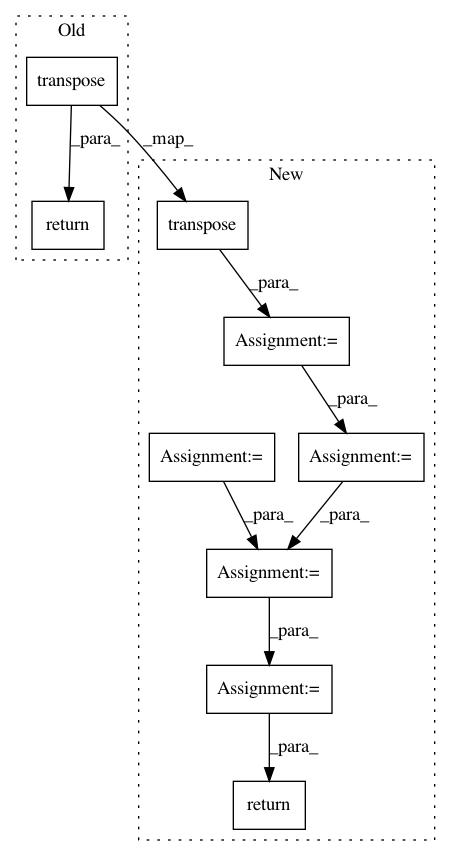 Old
transpose
_para_
_map_
return
New
transpose
_para_
Assignment:=
_para_
Assignment:=
Assignment:=
_para_
_para_
Assignment:=
_para_
Assignment:=
_para_
return